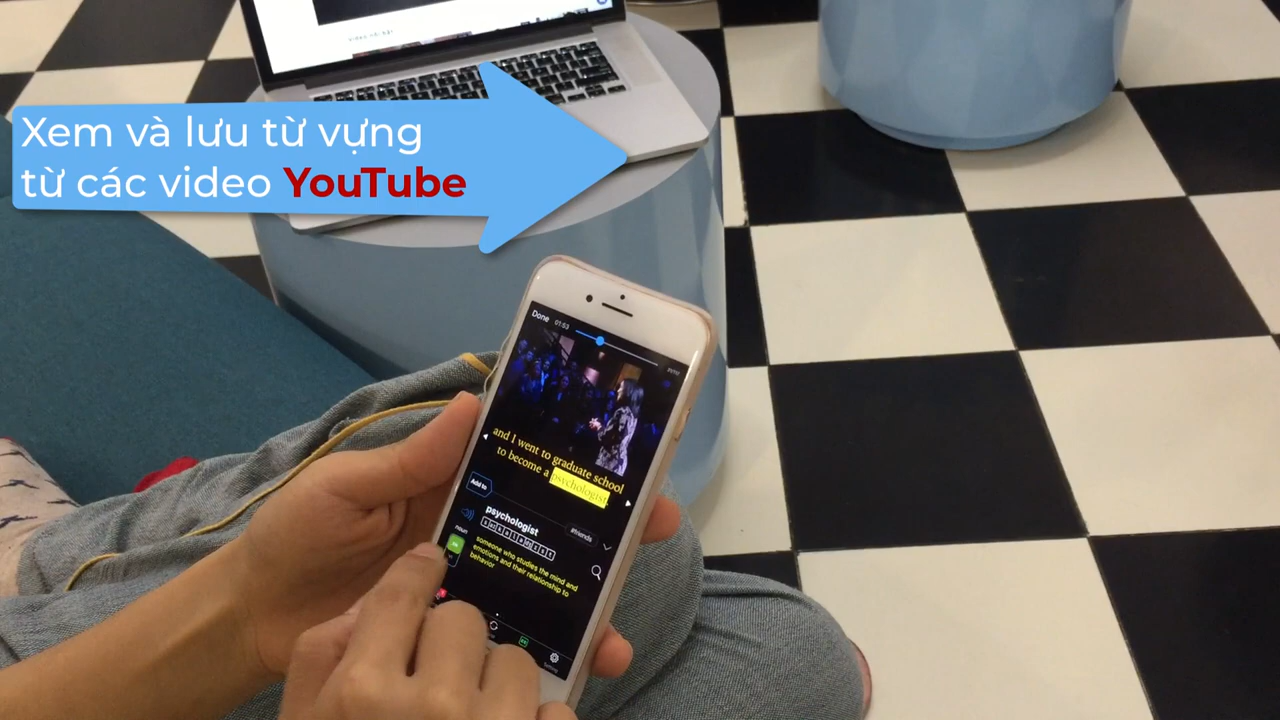 Xem và lưu từ vựng
từ các video YouTube
Done 01:53
and I went to graduate school
to become a psychologist
Add to
psychologist
#friends
noun
someone who studies the mind and
emotions and their relationship to
behavior
Setting